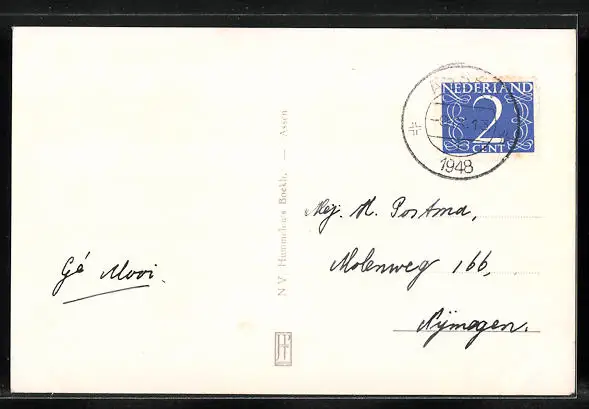 NEDERLAND
2
CENT
1948
Mej. H. Postma,
Molenweg 166,
Nijmegen.
Gé Mooi.
N.V. Hummelen's Boekh. — Assen